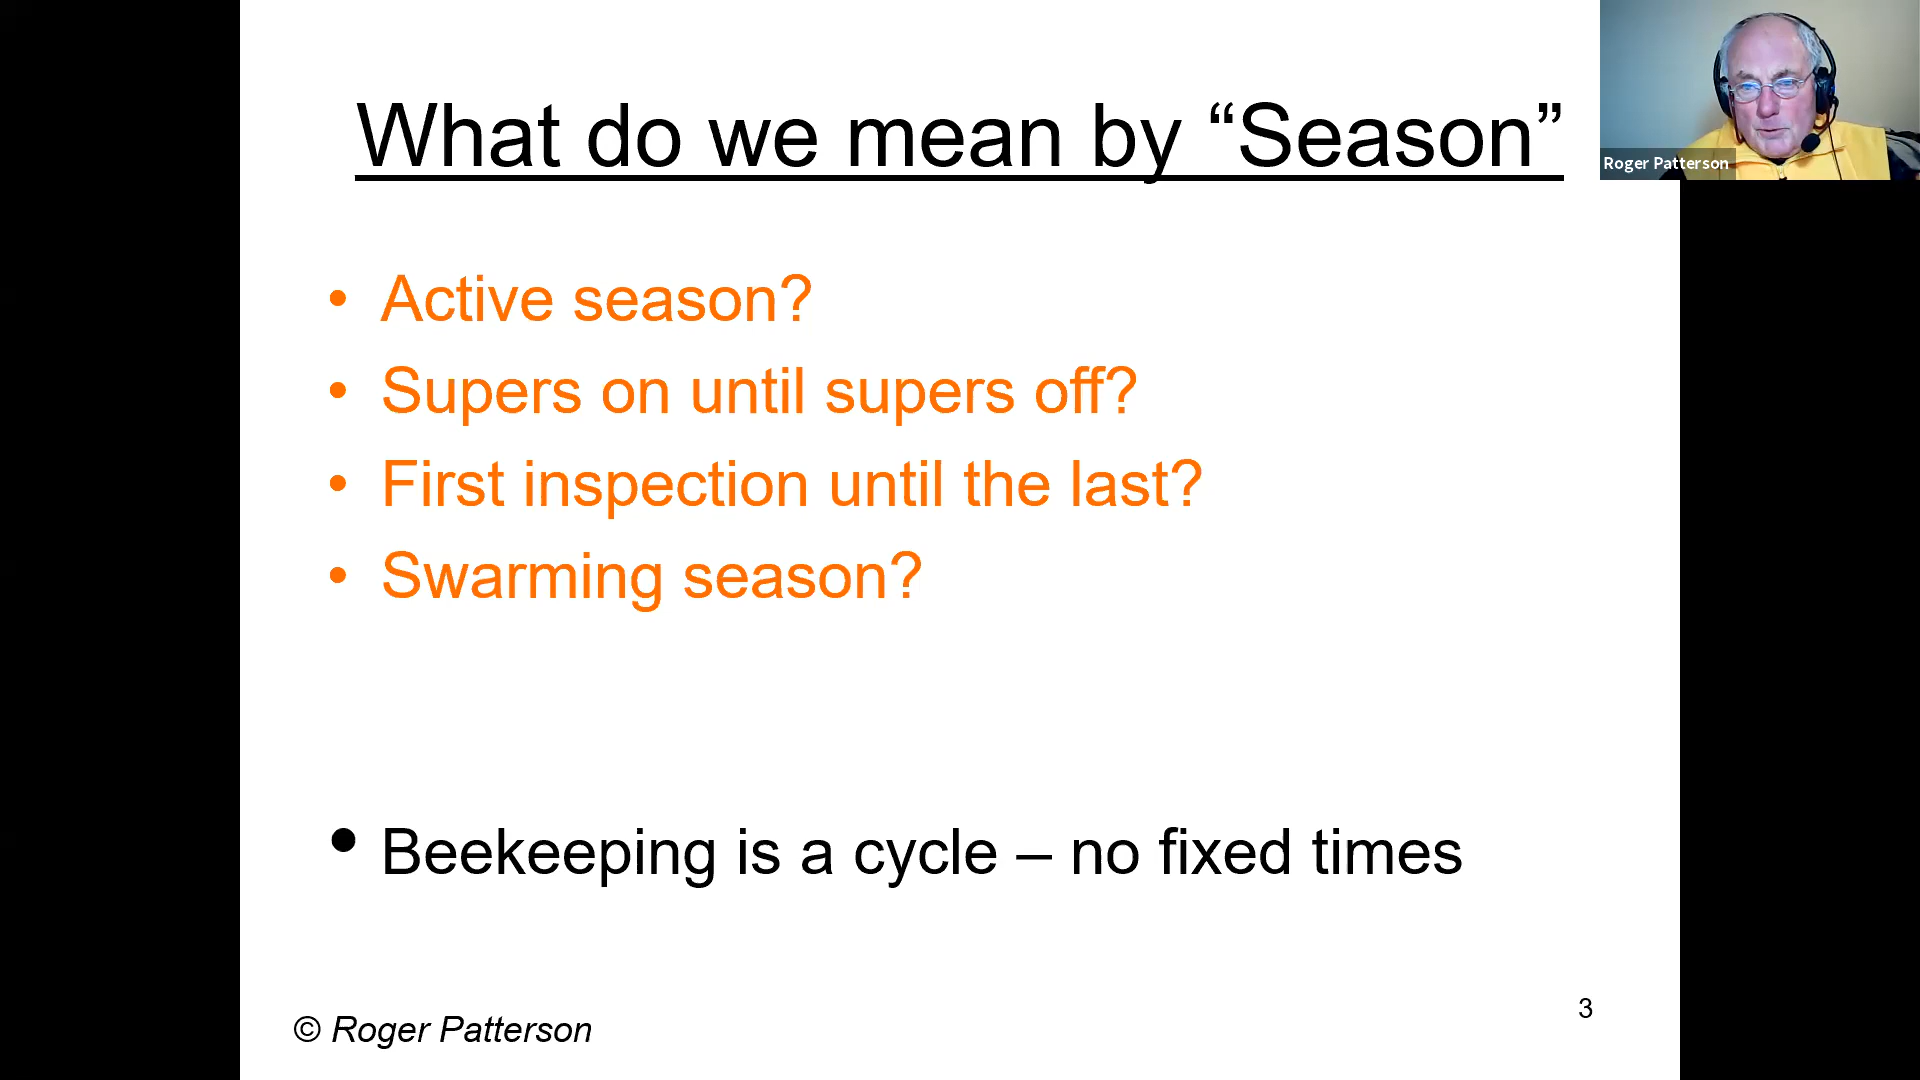 What do we mean by “Season”
Roger Patterson
• Active season?
• Supers on until supers off?
• First inspection until the last?
• Swarming season?
• Beekeeping is a cycle – no fixed times
3
© Roger Patterson